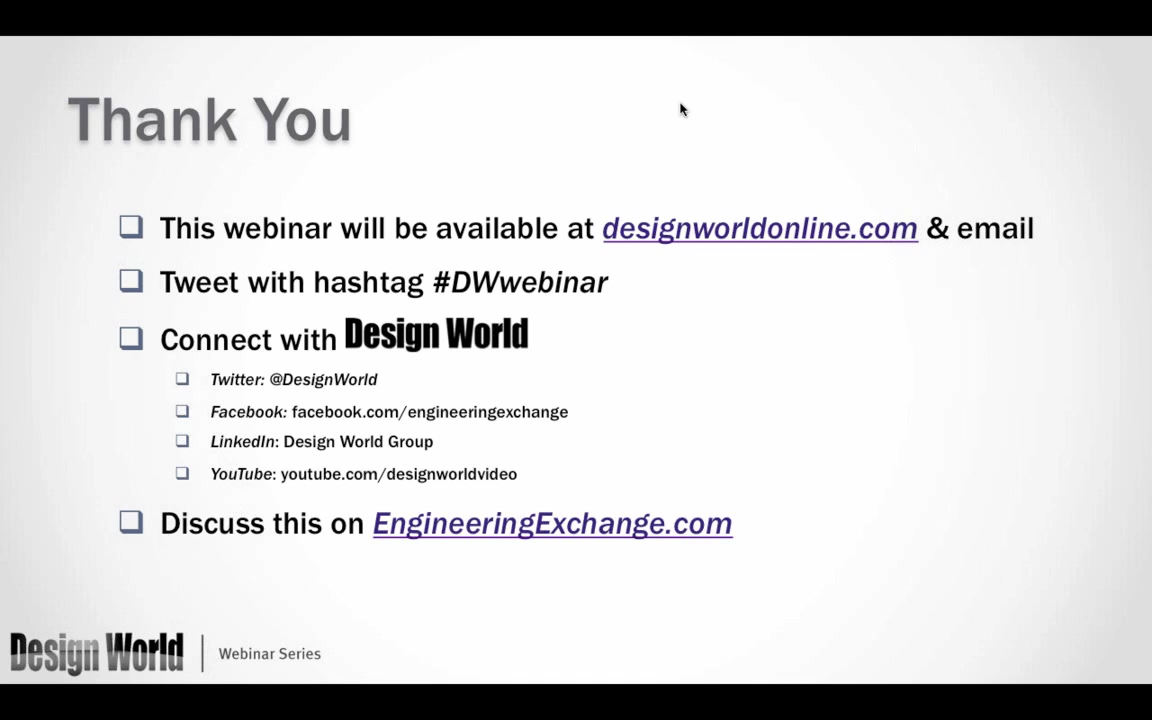 Thank You
This webinar will be available at designworldonline.com & email
Tweet with hashtag #DWwebinar
Connect with Design World
Twitter: @DesignWorld
Facebook: facebook.com/engineeringexchange
LinkedIn: Design World Group
YouTube: youtube.com/designworldvideo
Discuss this on EngineeringExchange.com
Design World | Webinar Series